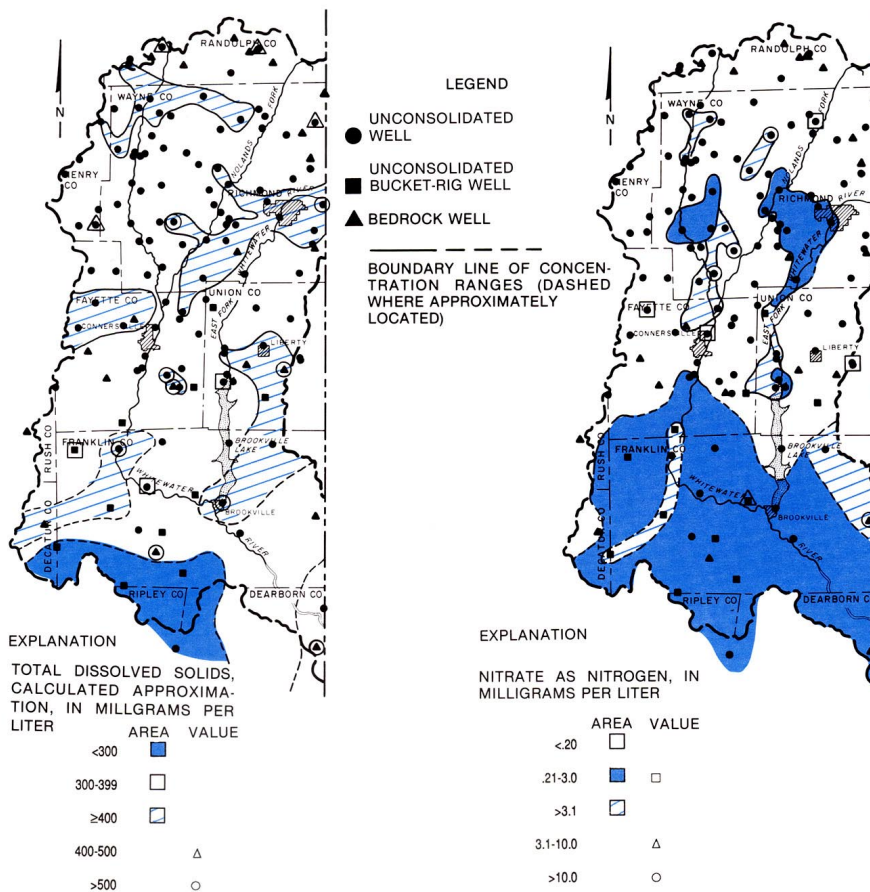 RANDOLPH CO
WAYNE CO
N
NOLANDS FORK
HENRY CO
RICHMOND
RIVER
WHITEWATER
EAST FORK
UNION CO
FAYETTE CO
CONNERSVILLE
LIBERTY
RUSH CO
FRANKLIN CO
BROOKVILLE LAKE
WHITEWATER
RIVER
BROOKVILLE
DECATUR CO
RIPLEY CO
DEARBORN CO
EXPLANATION
TOTAL DISSOLVED SOLIDS,
CALCULATED APPROXIMA-
TION, IN MILLGRAMS PER
LITER
AREA VALUE
<300
300-399
≥400
400-500
>500
LEGEND
UNCONSOLIDATED
WELL
UNCONSOLIDATED
BUCKET-RIG WELL
BEDROCK WELL
BOUNDARY LINE OF CONCEN-
TRATION RANGES (DASHED
WHERE APPROXIMATELY
LOCATED)
RANDOLPH CO
WAYNE CO
N
NOLANDS FORK
HENRY CO
RICHMOND
RIVER
WHITEWATER
EAST FORK
UNION CO
FAYETTE CO
LIBERTY
RUSH CO
FRANKLIN CO
BROOKVILLE
LAKE
WHITEWATER
RIVER
BROOKVILLE
DECATUR CO
RIPLEY CO
DEARBORN C
EXPLANATION
NITRATE AS NITROGEN, IN
MILLIGRAMS PER LITER
AREA VALUE
<.20
.21-3.0
>3.1
3.1-10.0
>10.0